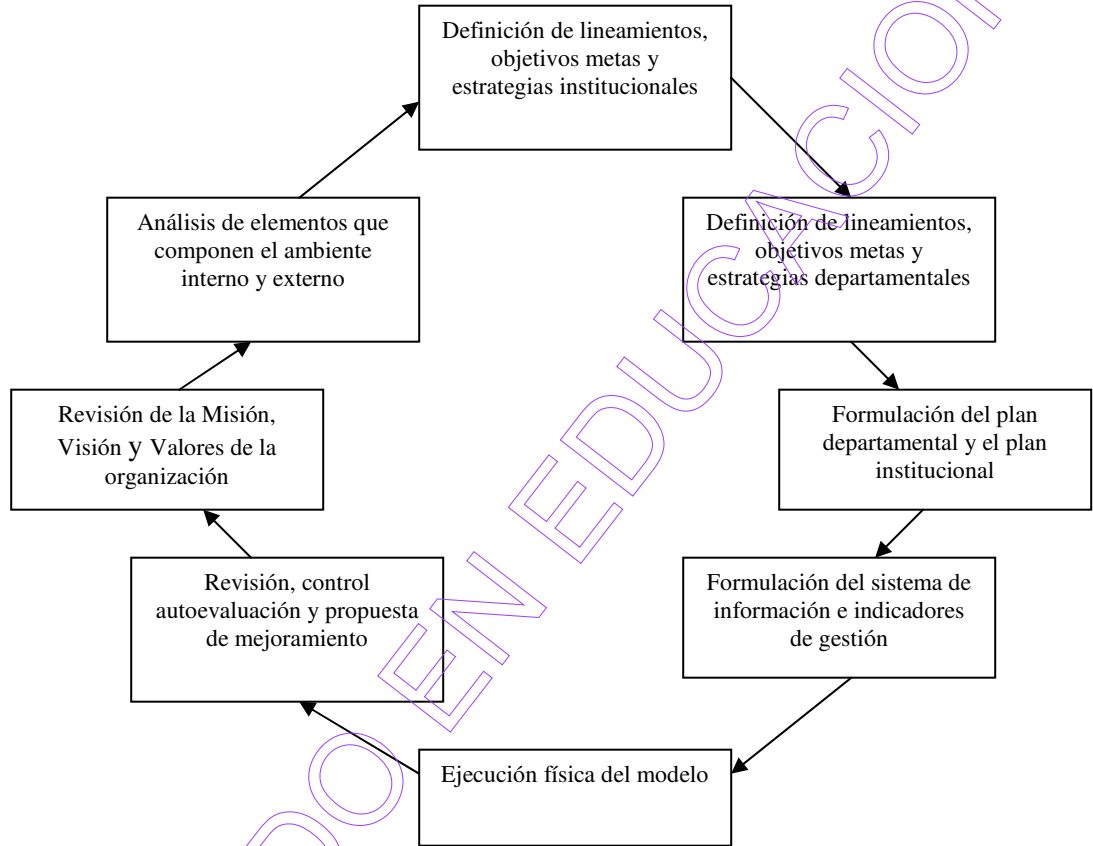 Definición de lineamientos,
objetivos metas y
estrategias institucionales
Análisis de elementos que
componen el ambiente
interno y externo
Definición de lineamientos,
objetivos metas y
estrategias departamentales
Revisión de la Misión,
Visión y Valores de la
organización
Formulación del plan
departamental y el plan
institucional
Revisión, control
autoevaluación y propuesta
de mejoramiento
Formulación del sistema de
información e indicadores
de gestión
Ejecución física del modelo
EN EDUCACION